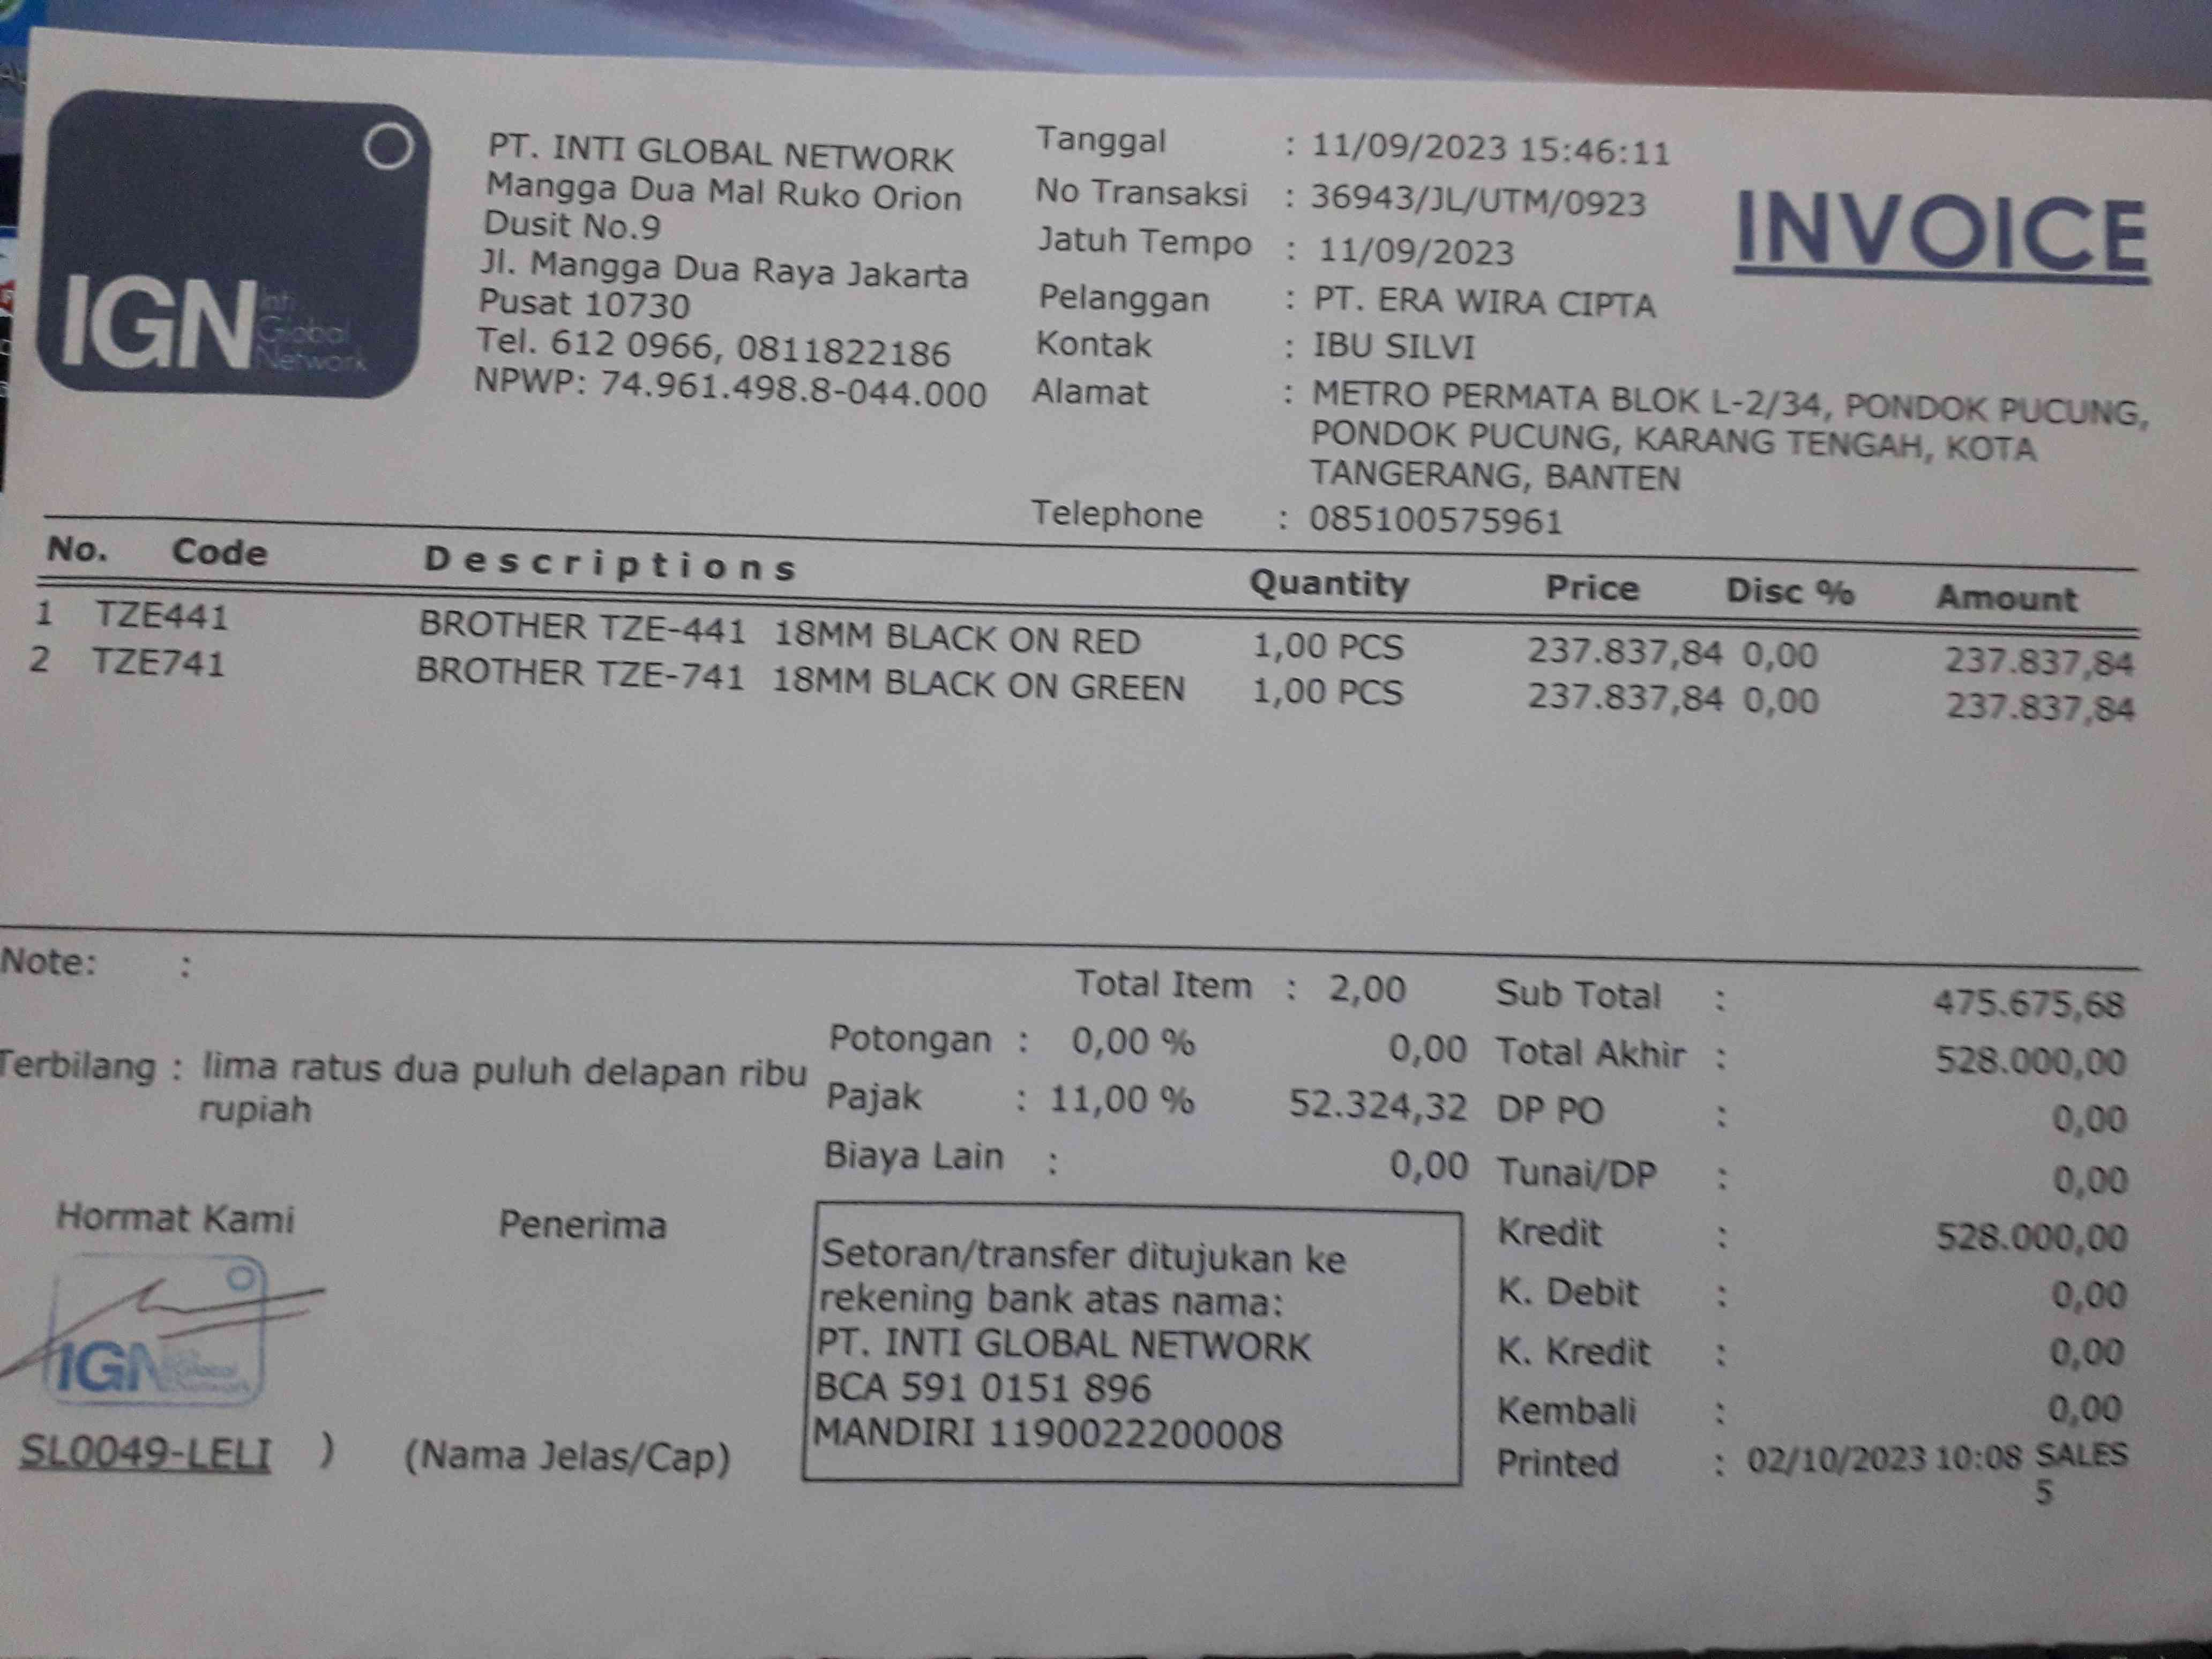 IGN Inti
Global
Network
PT. INTI GLOBAL NETWORK
Mangga Dua Mal Ruko Orion
Dusit No.9
Jl. Mangga Dua Raya Jakarta
Pusat 10730
Tel. 612 0966, 0811822186
NPWP: 74.961.498.8-044.000
Tanggal : 11/09/2023 15:46:11
No Transaksi : 36943/JL/UTM/0923
Jatuh Tempo : 11/09/2023
Pelanggan : PT. ERA WIRA CIPTA
Kontak : IBU SILVI
Alamat : METRO PERMATA BLOK L-2/34, PONDOK PUCUNG,
PONDOK PUCUNG, KARANG TENGAH, KOTA
TANGERANG, BANTEN
Telephone : 085100575961
INVOICE
No. Code Descriptions Quantity Price Disc % Amount
1 TZE441 BROTHER TZE-441 18MM BLACK ON RED 1,00 PCS 237.837,84 0,00 237.837,84
2 TZE741 BROTHER TZE-741 18MM BLACK ON GREEN 1,00 PCS 237.837,84 0,00 237.837,84
Note: :
Terbilang : lima ratus dua puluh delapan ribu
rupiah
Total Item : 2,00
Potongan : 0,00 % 0,00
Pajak : 11,00 % 52.324,32
Biaya Lain : 0,00
Sub Total : 475.675,68
Total Akhir : 528.000,00
DP PO : 0,00
Tunai/DP : 0,00
Kredit : 528.000,00
K. Debit : 0,00
K. Kredit : 0,00
Kembali : 0,00
Printed : 02/10/2023 10:08 SALES
5
Hormat Kami
IGN
SL0049-LELI )
Penerima
(Nama Jelas/Cap)
Setoran/transfer ditujukan ke
rekening bank atas nama:
PT. INTI GLOBAL NETWORK
BCA 591 0151 896
MANDIRI 1190022200008